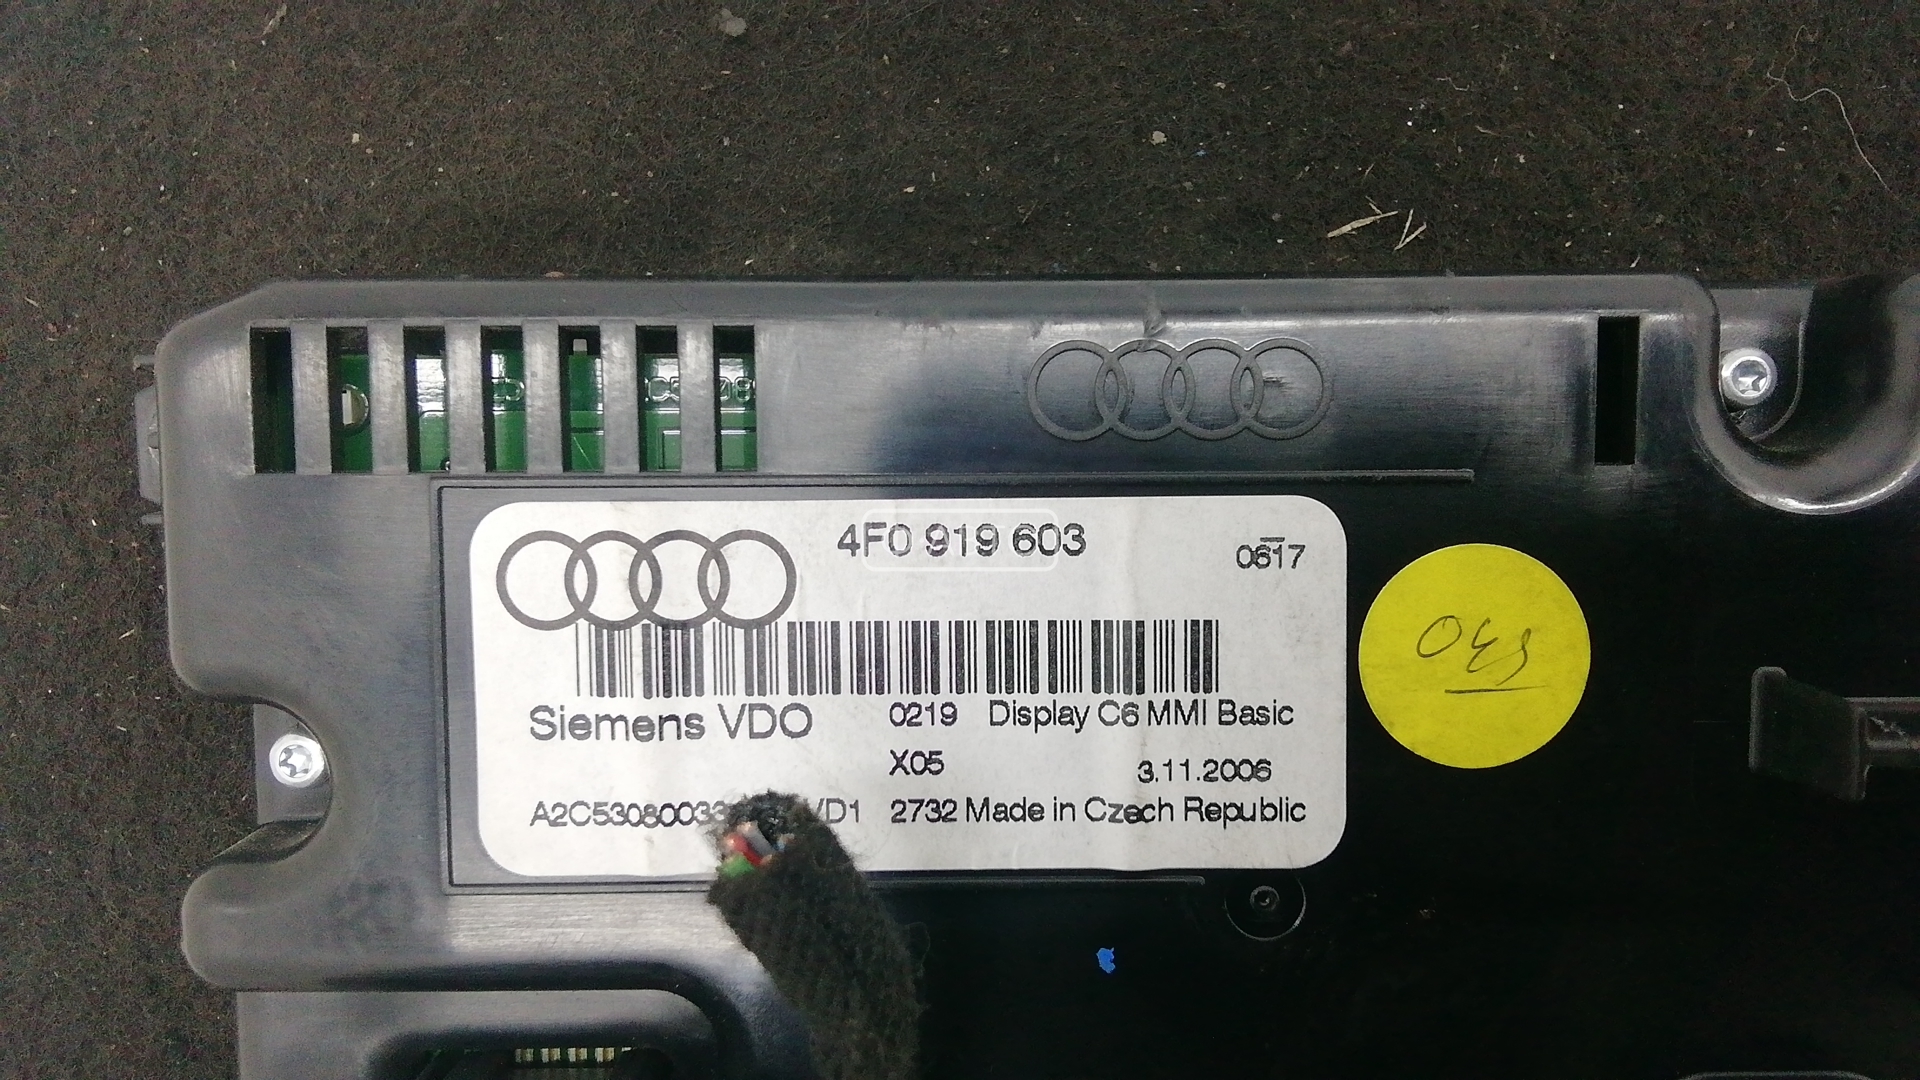 4F0 919 603
0617
Siemens VDO 0219 Display C6 MMI Basic
X05 3.11.2006
VD1 2732 Made in Czech Republic